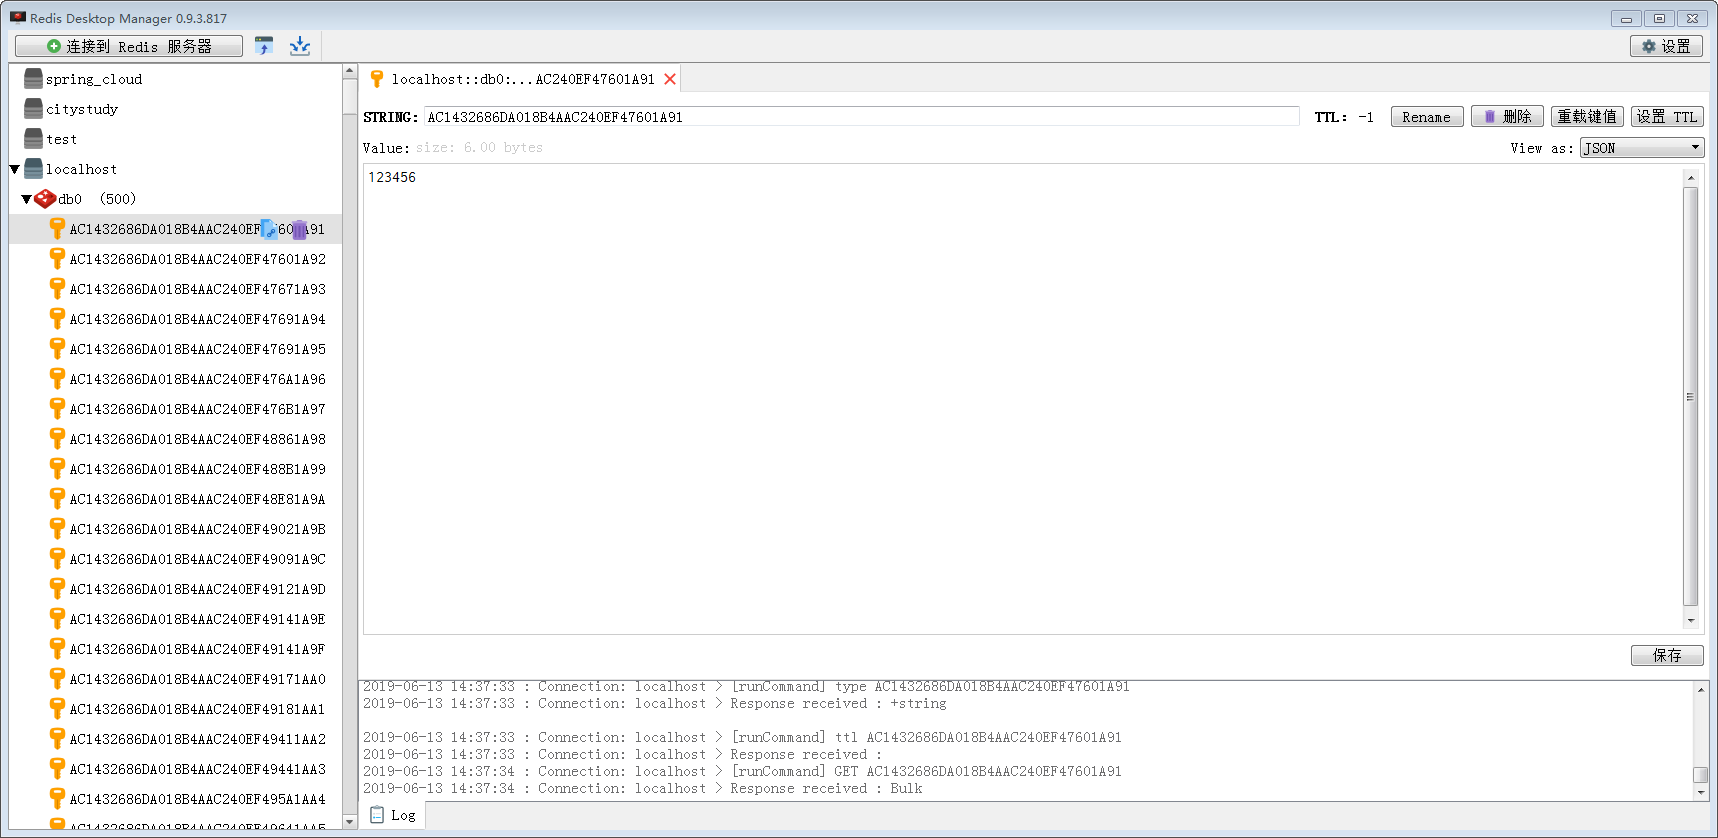 Redis Desktop Manager 0.9.3.817
连接到 Redis 服务器
设置
spring_cloud
citystudy
test
localhost
db0 (500)
AC1432686DA018B4AAC240EF 60 A91
AC1432686DA018B4AAC240EF47601A92
AC1432686DA018B4AAC240EF47671A93
AC1432686DA018B4AAC240EF47691A94
AC1432686DA018B4AAC240EF47691A95
AC1432686DA018B4AAC240EF476A1A96
AC1432686DA018B4AAC240EF476B1A97
AC1432686DA018B4AAC240EF48861A98
AC1432686DA018B4AAC240EF488B1A99
AC1432686DA018B4AAC240EF48E81A9A
AC1432686DA018B4AAC240EF49021A9B
AC1432686DA018B4AAC240EF49091A9C
AC1432686DA018B4AAC240EF49121A9D
AC1432686DA018B4AAC240EF49141A9E
AC1432686DA018B4AAC240EF49141A9F
AC1432686DA018B4AAC240EF49171AA0
AC1432686DA018B4AAC240EF49181AA1
AC1432686DA018B4AAC240EF49411AA2
AC1432686DA018B4AAC240EF49441AA3
AC1432686DA018B4AAC240EF495A1AA4
AC1432686DA018B4AAC240EF49641AA5
localhost::db0:...AC240EF47601A91
STRING: AC1432686DA018B4AAC240EF47601A91 TTL: -1 Rename 删除 重载键值 设置 TTL
Value: size: 6.00 bytes View as: JSON
123456
保存
2019-06-13 14:37:33 : Connection: localhost > [runCommand] type AC1432686DA018B4AAC240EF47601A91
2019-06-13 14:37:33 : Connection: localhost > Response received : +string
2019-06-13 14:37:33 : Connection: localhost > [runCommand] ttl AC1432686DA018B4AAC240EF47601A91
2019-06-13 14:37:33 : Connection: localhost > Response received :
2019-06-13 14:37:34 : Connection: localhost > [runCommand] GET AC1432686DA018B4AAC240EF47601A91
2019-06-13 14:37:34 : Connection: localhost > Response received : Bulk
Log